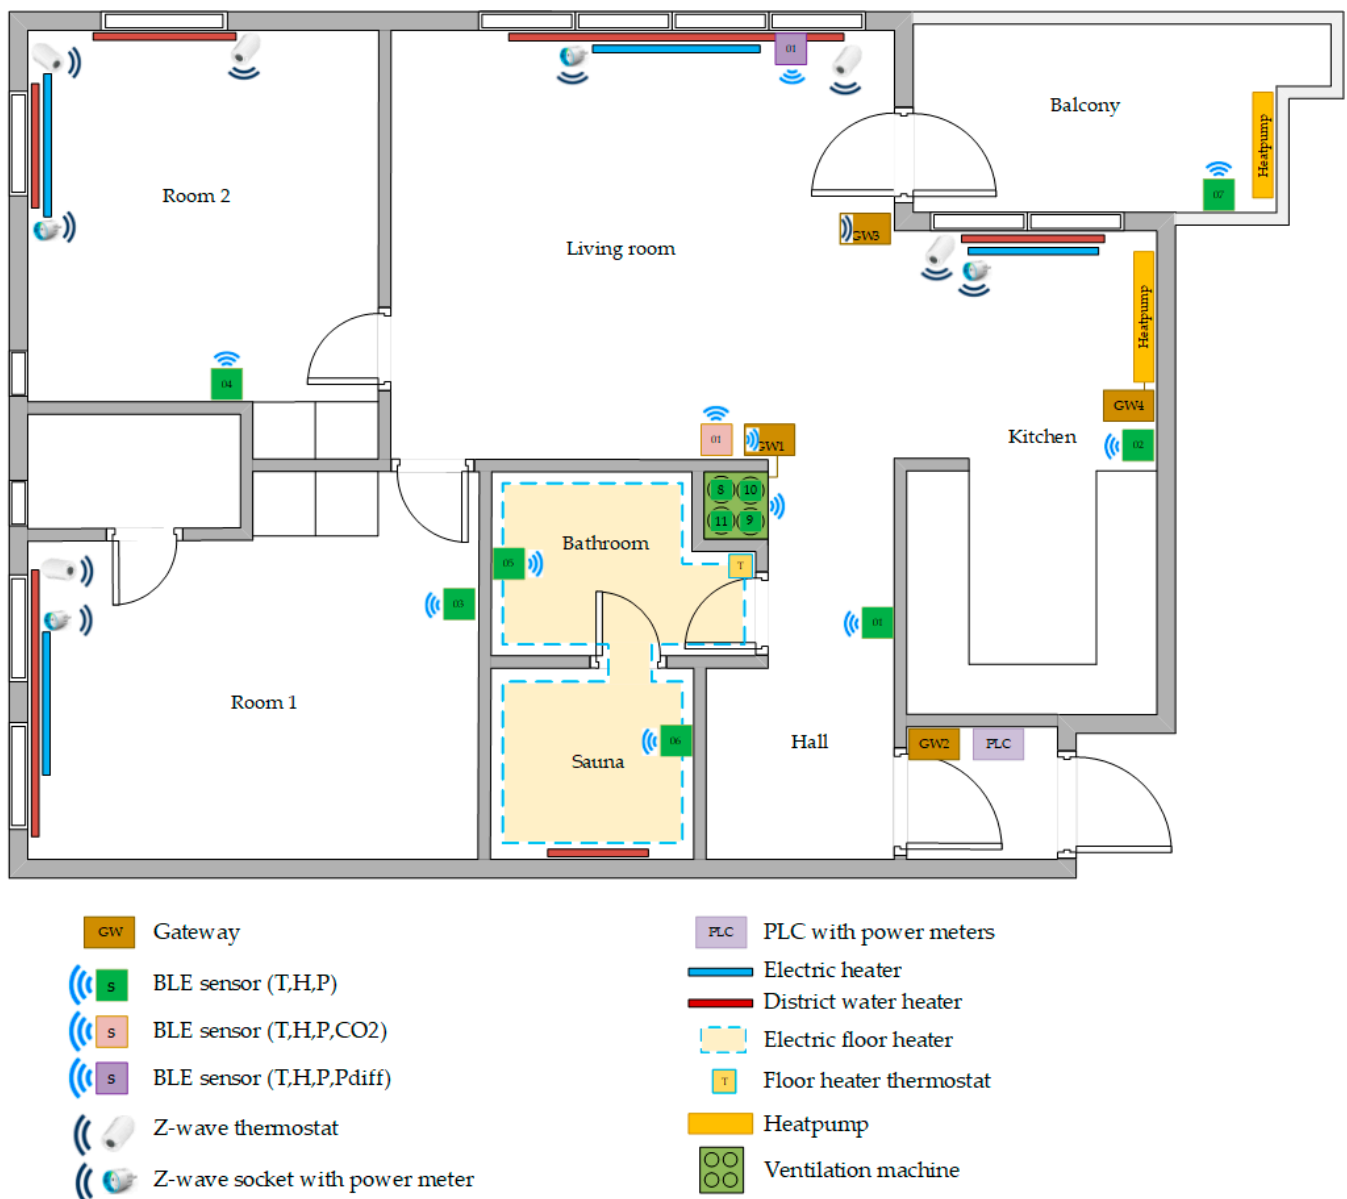 01
Balcony
Heatpump
07
Room 2
GW3
Living room
Heatpump
04
GW4
01
GW1
Kitchen
02
8
10
11
9
Bathroom
05
T
03
01
Room 1
Hall
06
Sauna
GW2
PLC
GW
Gateway
PLC
PLC with power meters
S
BLE sensor (T,H,P)
Electric heater
District water heater
S
BLE sensor (T,H,P,CO2)
Electric floor heater
S
BLE sensor (T,H,P,Pdiff)
T
Floor heater thermostat
Z-wave thermostat
Heatpump
Z-wave socket with power meter
Ventilation machine